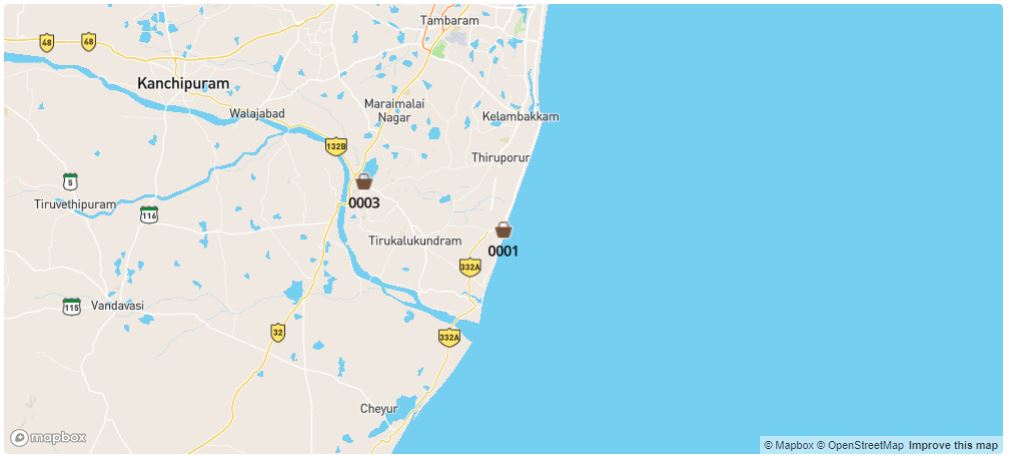 Tambaram
48
48
Kanchipuram
Maraimalai
Nagar
Walajabad
Kelambakkam
132B
Thiruporur
5
0003
Tiruvethipuram
116
Tirukalukundram
0001
332A
Vandavasi
115
32
332A
Cheyur
mapbox
© Mapbox © OpenStreetMap Improve this map